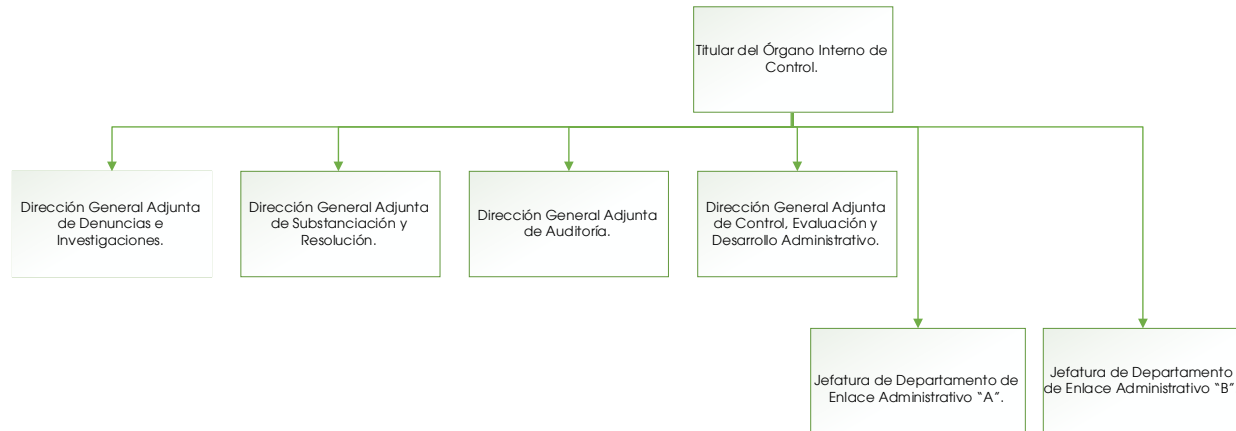 Titular del Órgano Interno de
Control.
Dirección General Adjunta
de Denuncias e
Investigaciones.
Dirección General Adjunta
de Substanciación y
Resolución.
Dirección General Adjunta
de Auditoría.
Dirección General Adjunta
de Control, Evaluación y
Desarrollo Administrativo.
Jefatura de Departamento de
Enlace Administrativo “A”.
Jefatura de Departamento
de Enlace Administrativo “B”